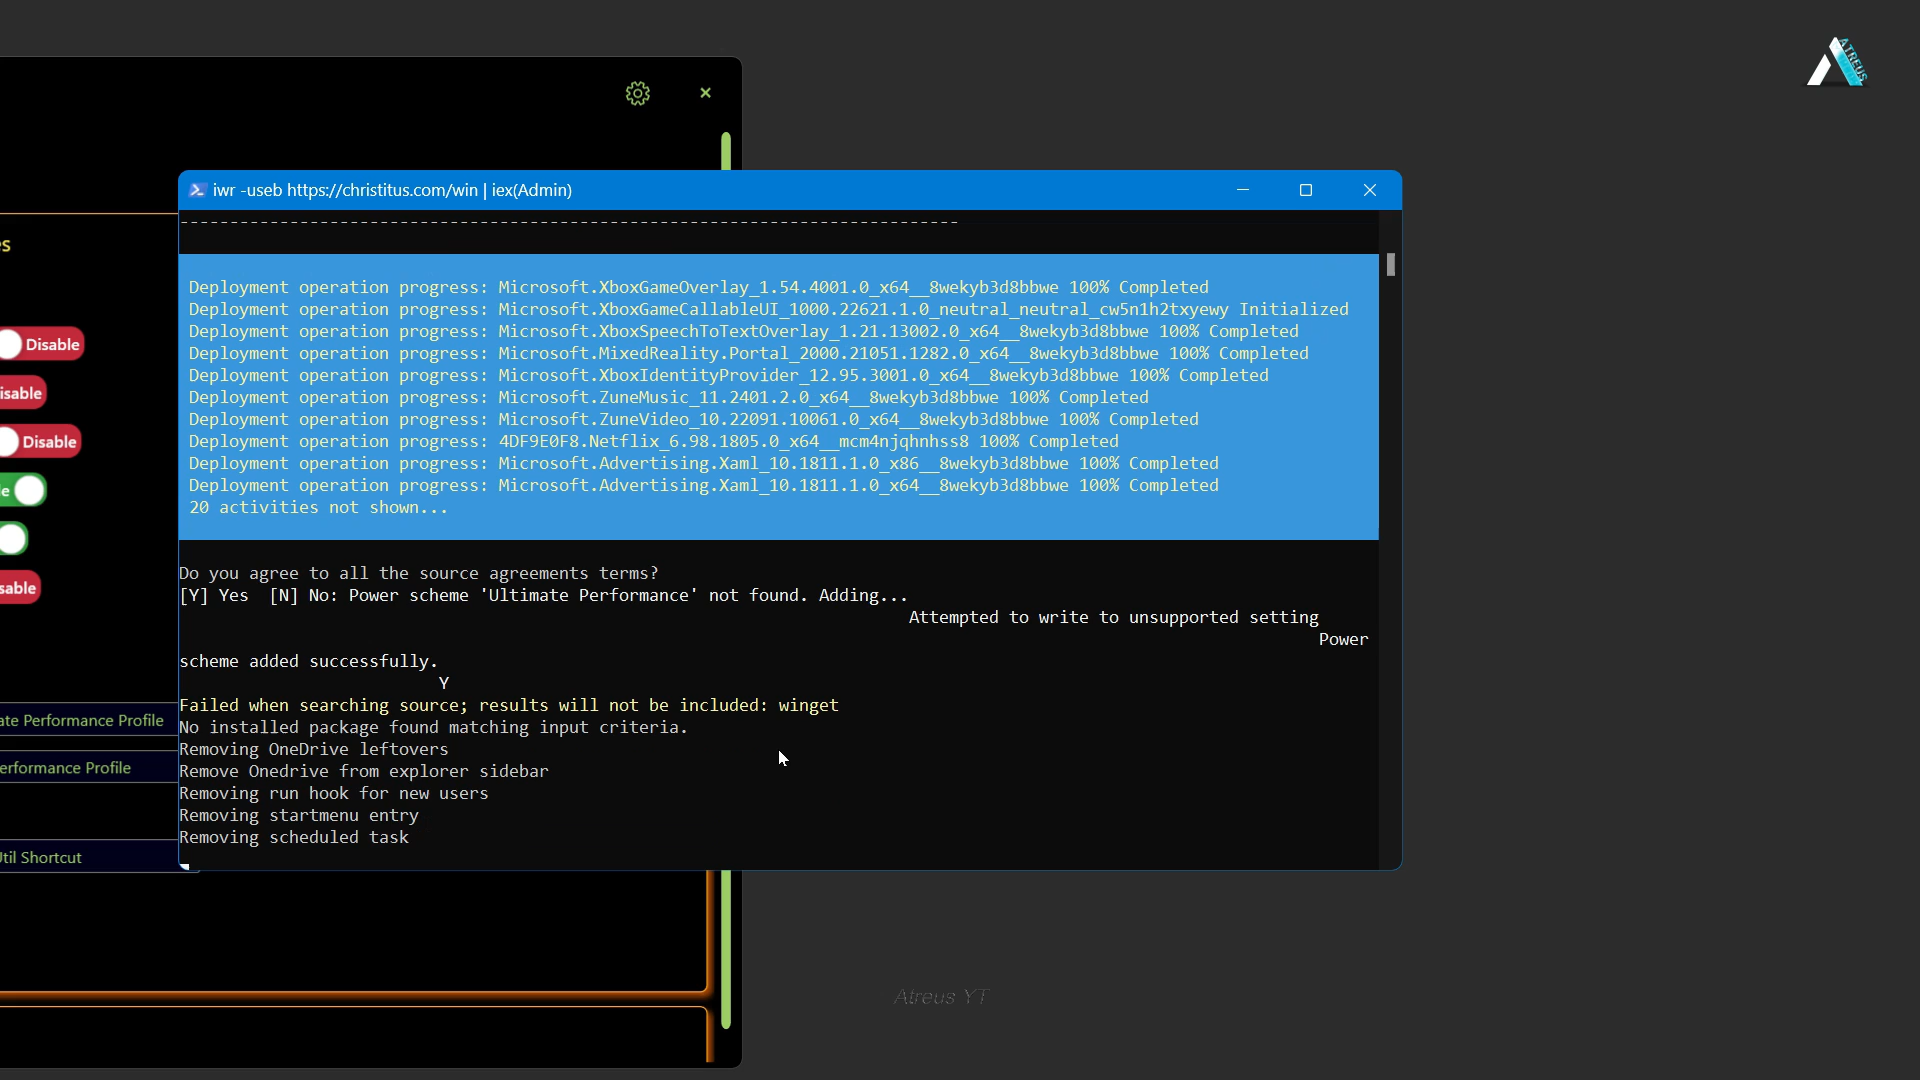 ATREUS
iwr -useb https://christitus.com/win | iex(Admin)
--------------------------------------------------------------------------------
Deployment operation progress: Microsoft.XboxGameOverlay_1.54.4001.0_x64__8wekyb3d8bbwe 100% Completed
Deployment operation progress: Microsoft.XboxGameCallableUI_1000.22621.1.0_neutral_neutral_cw5n1h2txyewy Initialized
Deployment operation progress: Microsoft.XboxSpeechToTextOverlay_1.21.13002.0_x64__8wekyb3d8bbwe 100% Completed
Deployment operation progress: Microsoft.MixedReality.Portal_2000.21051.1282.0_x64__8wekyb3d8bbwe 100% Completed
Deployment operation progress: Microsoft.XboxIdentityProvider_12.95.3001.0_x64__8wekyb3d8bbwe 100% Completed
Deployment operation progress: Microsoft.ZuneMusic_11.2401.2.0_x64__8wekyb3d8bbwe 100% Completed
Deployment operation progress: Microsoft.ZuneVideo_10.22091.10061.0_x64__8wekyb3d8bbwe 100% Completed
Deployment operation progress: 4DF9E0F8.Netflix_6.98.1805.0_x64__mcm4njqhnhss8 100% Completed
Deployment operation progress: Microsoft.Advertising.Xaml_10.1811.1.0_x86__8wekyb3d8bbwe 100% Completed
Deployment operation progress: Microsoft.Advertising.Xaml_10.1811.1.0_x64__8wekyb3d8bbwe 100% Completed
20 activities not shown...
Do you agree to all the source agreements terms?
[Y] Yes  [N] No: Power scheme 'Ultimate Performance' not found. Adding...
Attempted to write to unsupported setting
Power
scheme added successfully.
Y
Failed when searching source; results will not be included: winget
No installed package found matching input criteria.
Removing OneDrive leftovers
Remove Onedrive from explorer sidebar
Removing run hook for new users
Removing startmenu entry
Removing scheduled task
s
Disable
isable
Disable
e
sable
ate Performance Profile
erformance Profile
til Shortcut
Atreus YT